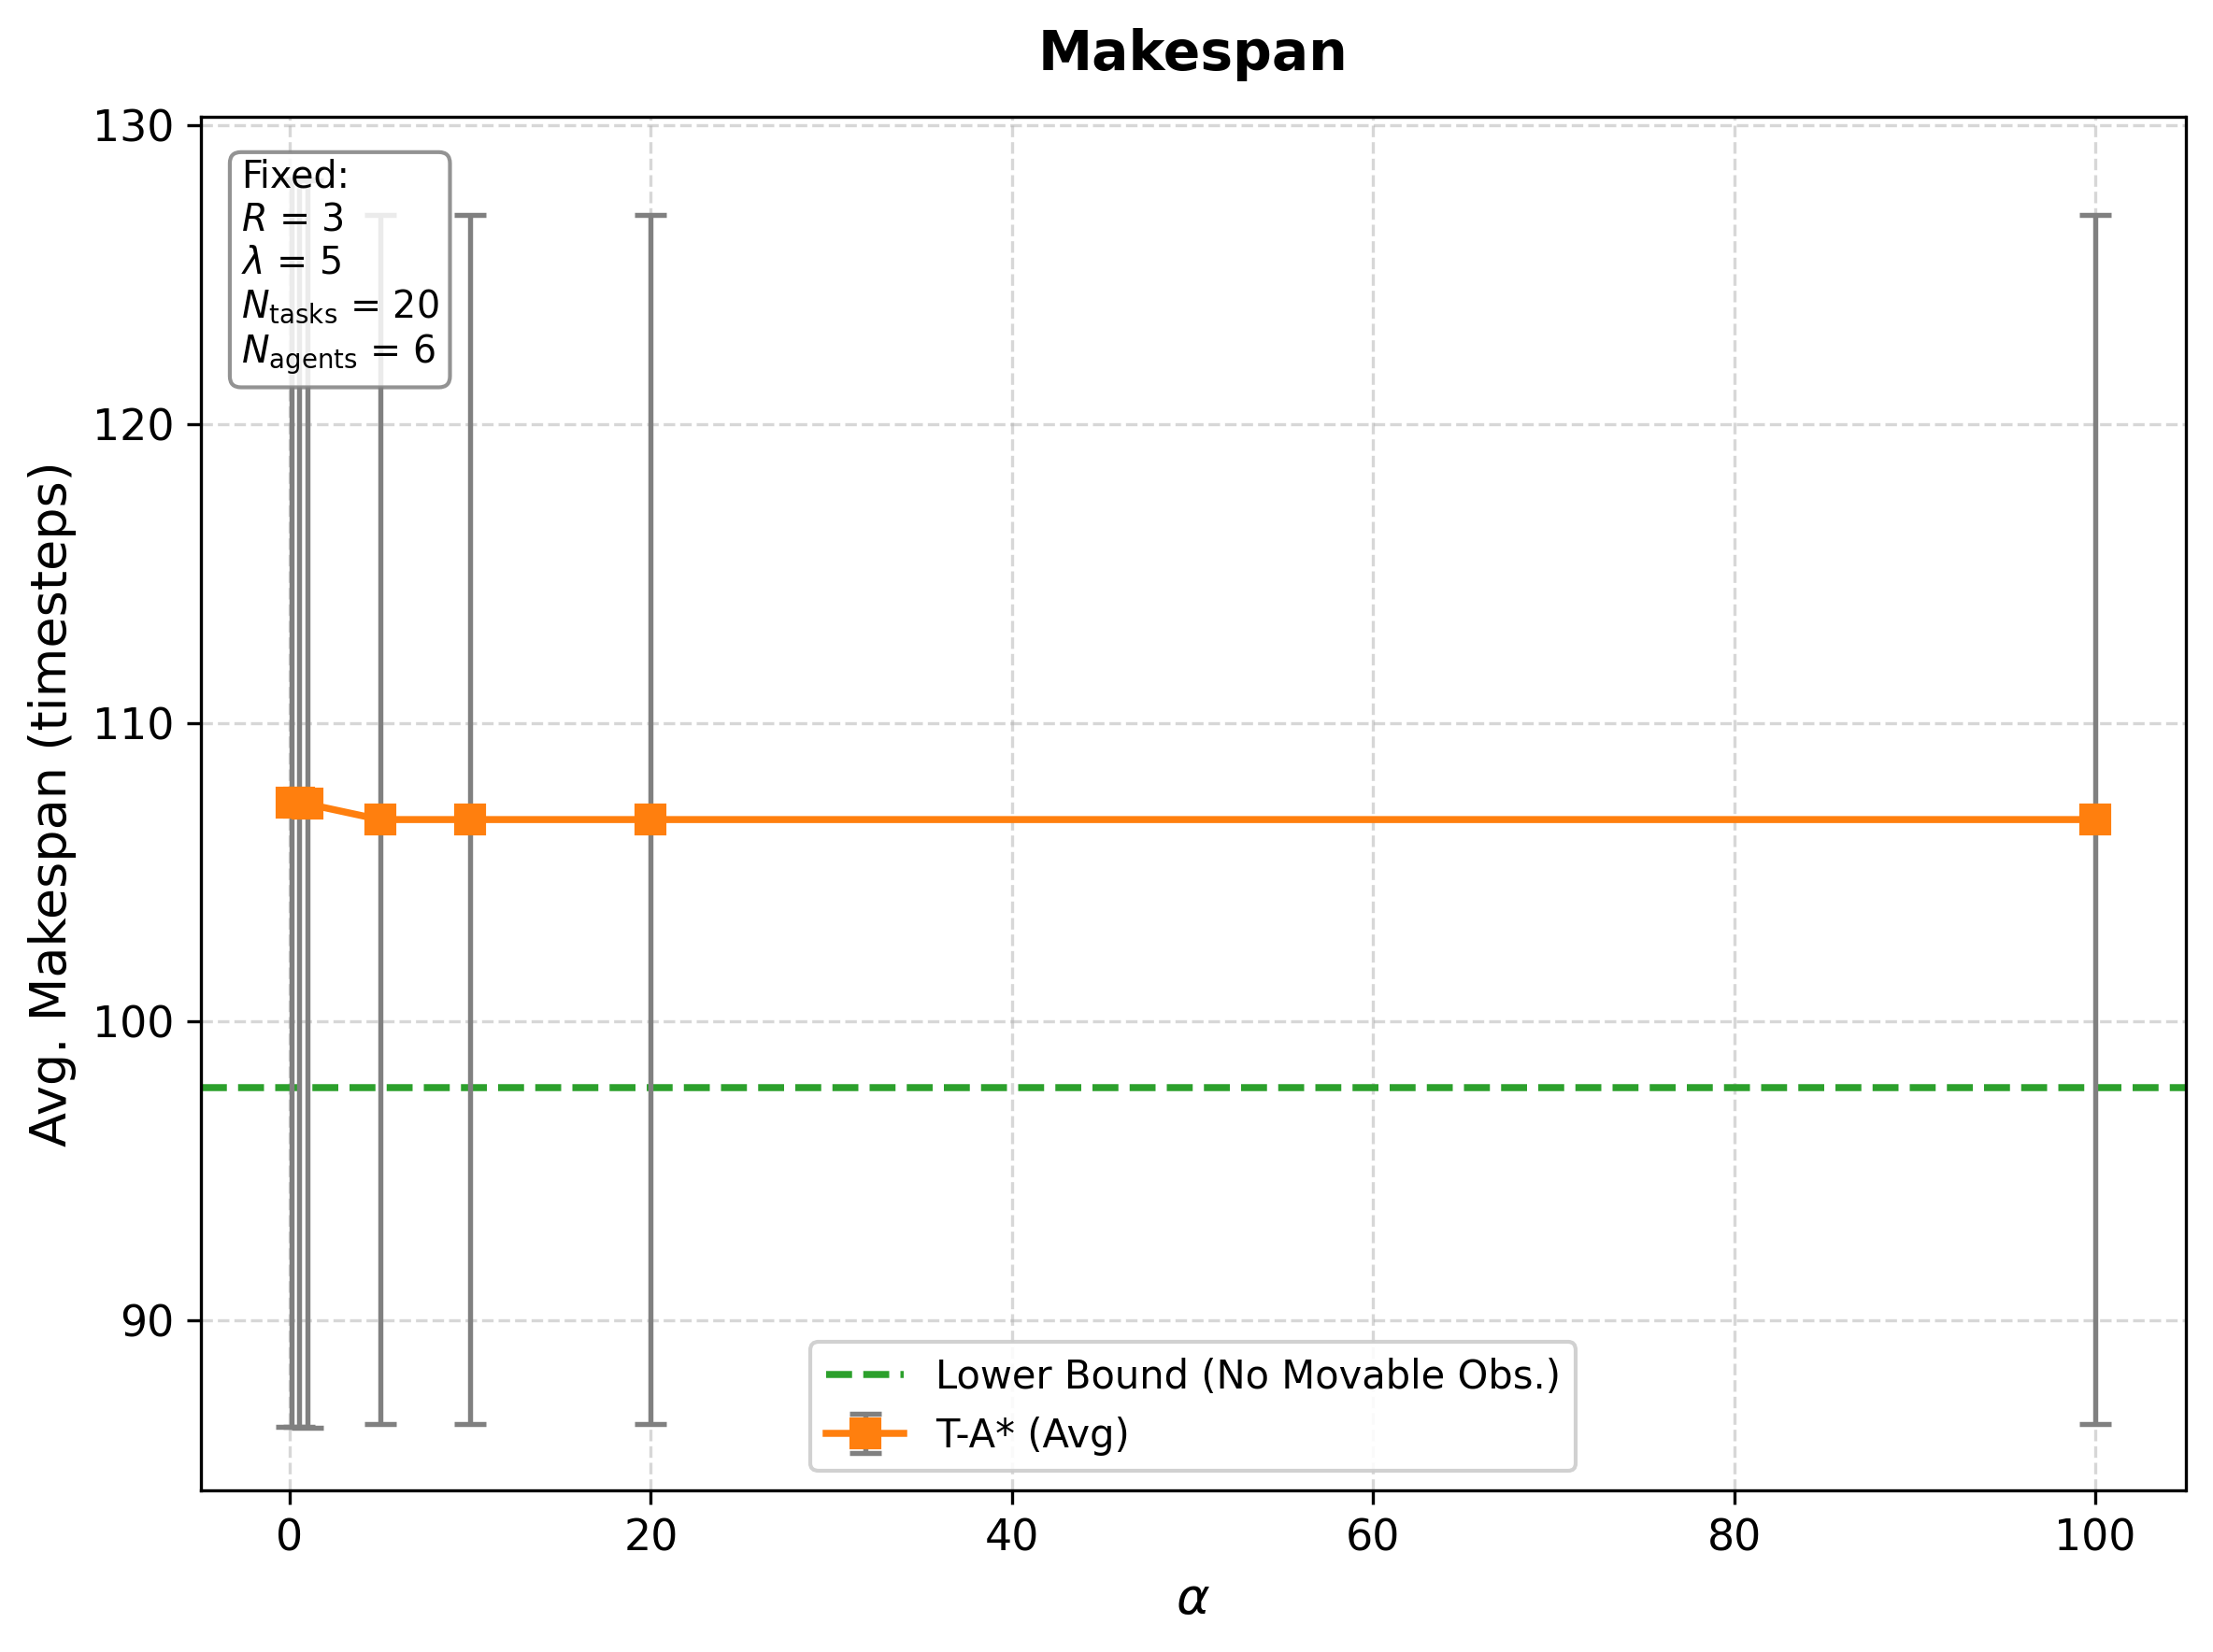 Makespan
130
120
110
100
90
Avg. Makespan (timesteps)
Fixed:
R = 3
λ = 5
N_tasks = 20
N_agents = 6
Lower Bound (No Movable Obs.)
T-A* (Avg)
0 20 40 60 80 100
α